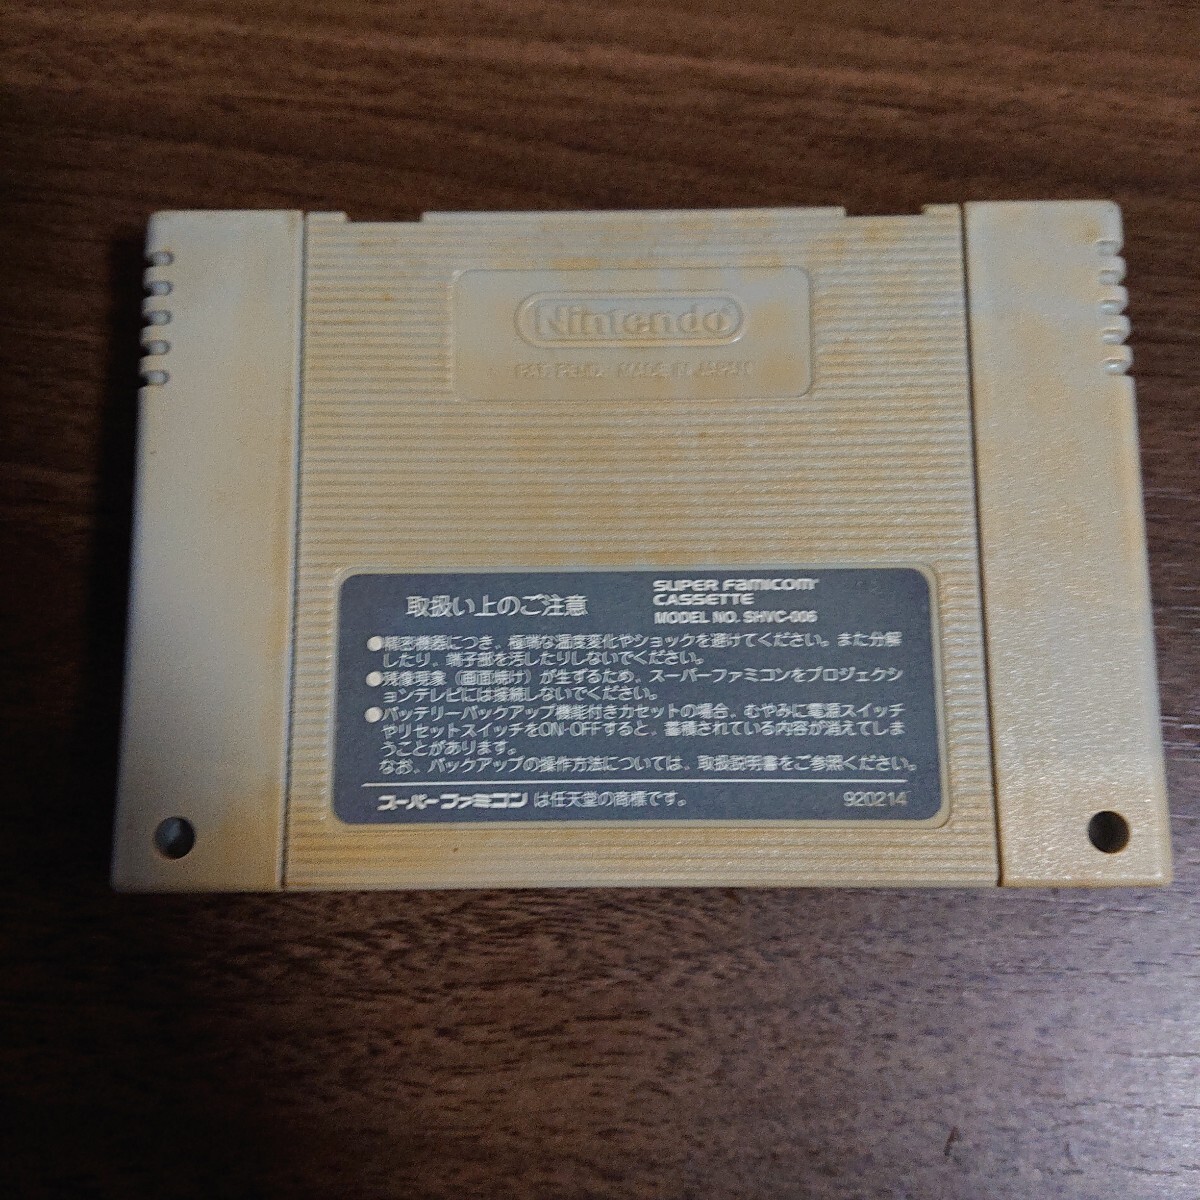 Nintendo
PAT. PEND. MADE IN JAPAN
取扱い上のご注意
SUPER Famicom
CASSETTE
MODEL NO. SHVC-006
●精密機器につき、極端な温度変化やショックを避けてください。また分解
したり、端子部を汚したりしないでください。
●残像現象（画面焼け）が生ずるため、スーパーファミコンをプロジェクシ
ョンテレビには接続しないでください。
●バッテリーバックアップ機能付きカセットの場合、むやみに電源スイッチ
やリセットスイッチをON-OFFすると、蓄積されている内容が消えてしま
うことがあります。
なお、バックアップの操作方法については、取扱説明書をご参照ください。
スーパーファミコン は任天堂の商標です。
920214